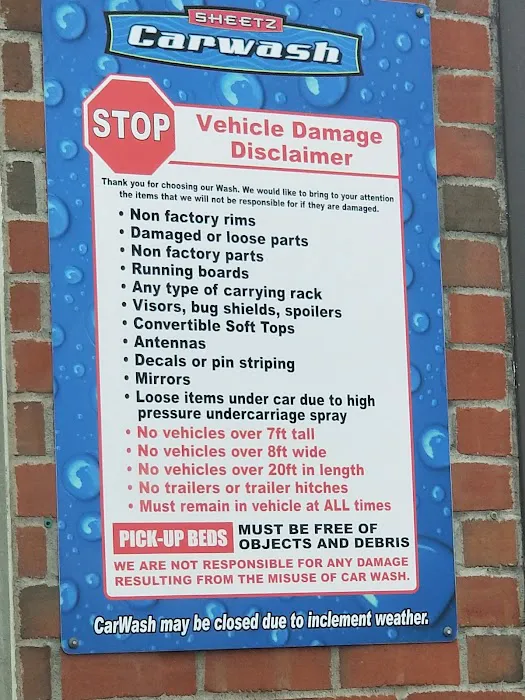 SHEETZ
Carwash
STOP
Vehicle Damage
Disclaimer
Thank you for choosing our Wash. We would like to bring to your attention
the items that we will not be responsible for if they are damaged.
• Non factory rims
• Damaged or loose parts
• Non factory parts
• Running boards
• Any type of carrying rack
• Visors, bug shields, spoilers
• Convertible Soft Tops
• Antennas
• Decals or pin striping
• Mirrors
• Loose items under car due to high
pressure undercarriage spray
• No vehicles over 7ft tall
• No vehicles over 8ft wide
• No vehicles over 20ft in length
• No trailers or trailer hitches
• Must remain in vehicle at ALL times
PICK-UP BEDS MUST BE FREE OF
OBJECTS AND DEBRIS
WE ARE NOT RESPONSIBLE FOR ANY DAMAGE
RESULTING FROM THE MISUSE OF CAR WASH.
CarWash may be closed due to inclement weather.